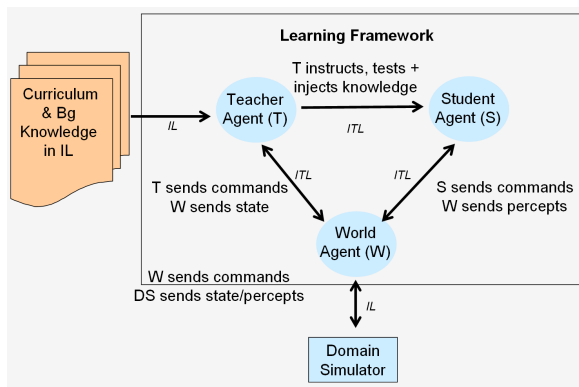 Learning Framework
Curriculum
& Bg
Knowledge
in IL
IL
Teacher
Agent (T)
T instructs, tests +
injects knowledge
ITL
Student
Agent (S)
ITL
ITL
T sends commands
W sends state
S sends commands
W sends percepts
World
Agent (W)
W sends commands
DS sends state/percepts
IL
Domain
Simulator